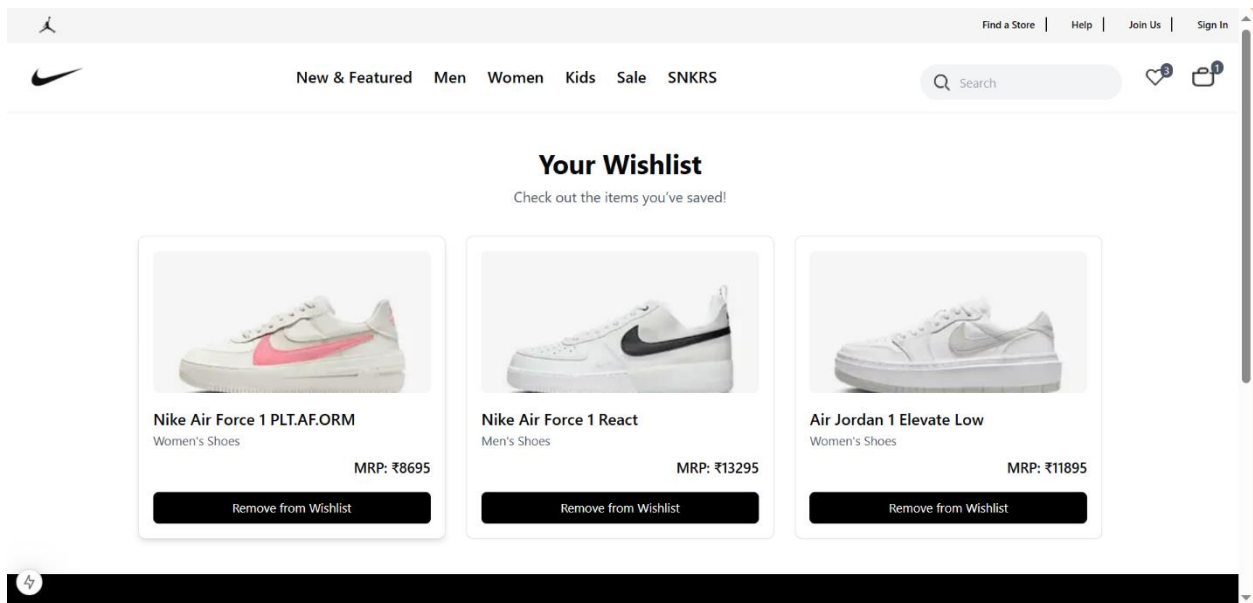 Find a Store Help Join Us Sign In
New & Featured Men Women Kids Sale SNKRS Search 3 1
Your Wishlist
Check out the items you've saved!
Nike Air Force 1 PLT.AF.ORM
Women's Shoes
MRP: ₹8695
Remove from Wishlist
Nike Air Force 1 React
Men's Shoes
MRP: ₹13295
Remove from Wishlist
Air Jordan 1 Elevate Low
Women's Shoes
MRP: ₹11895
Remove from Wishlist